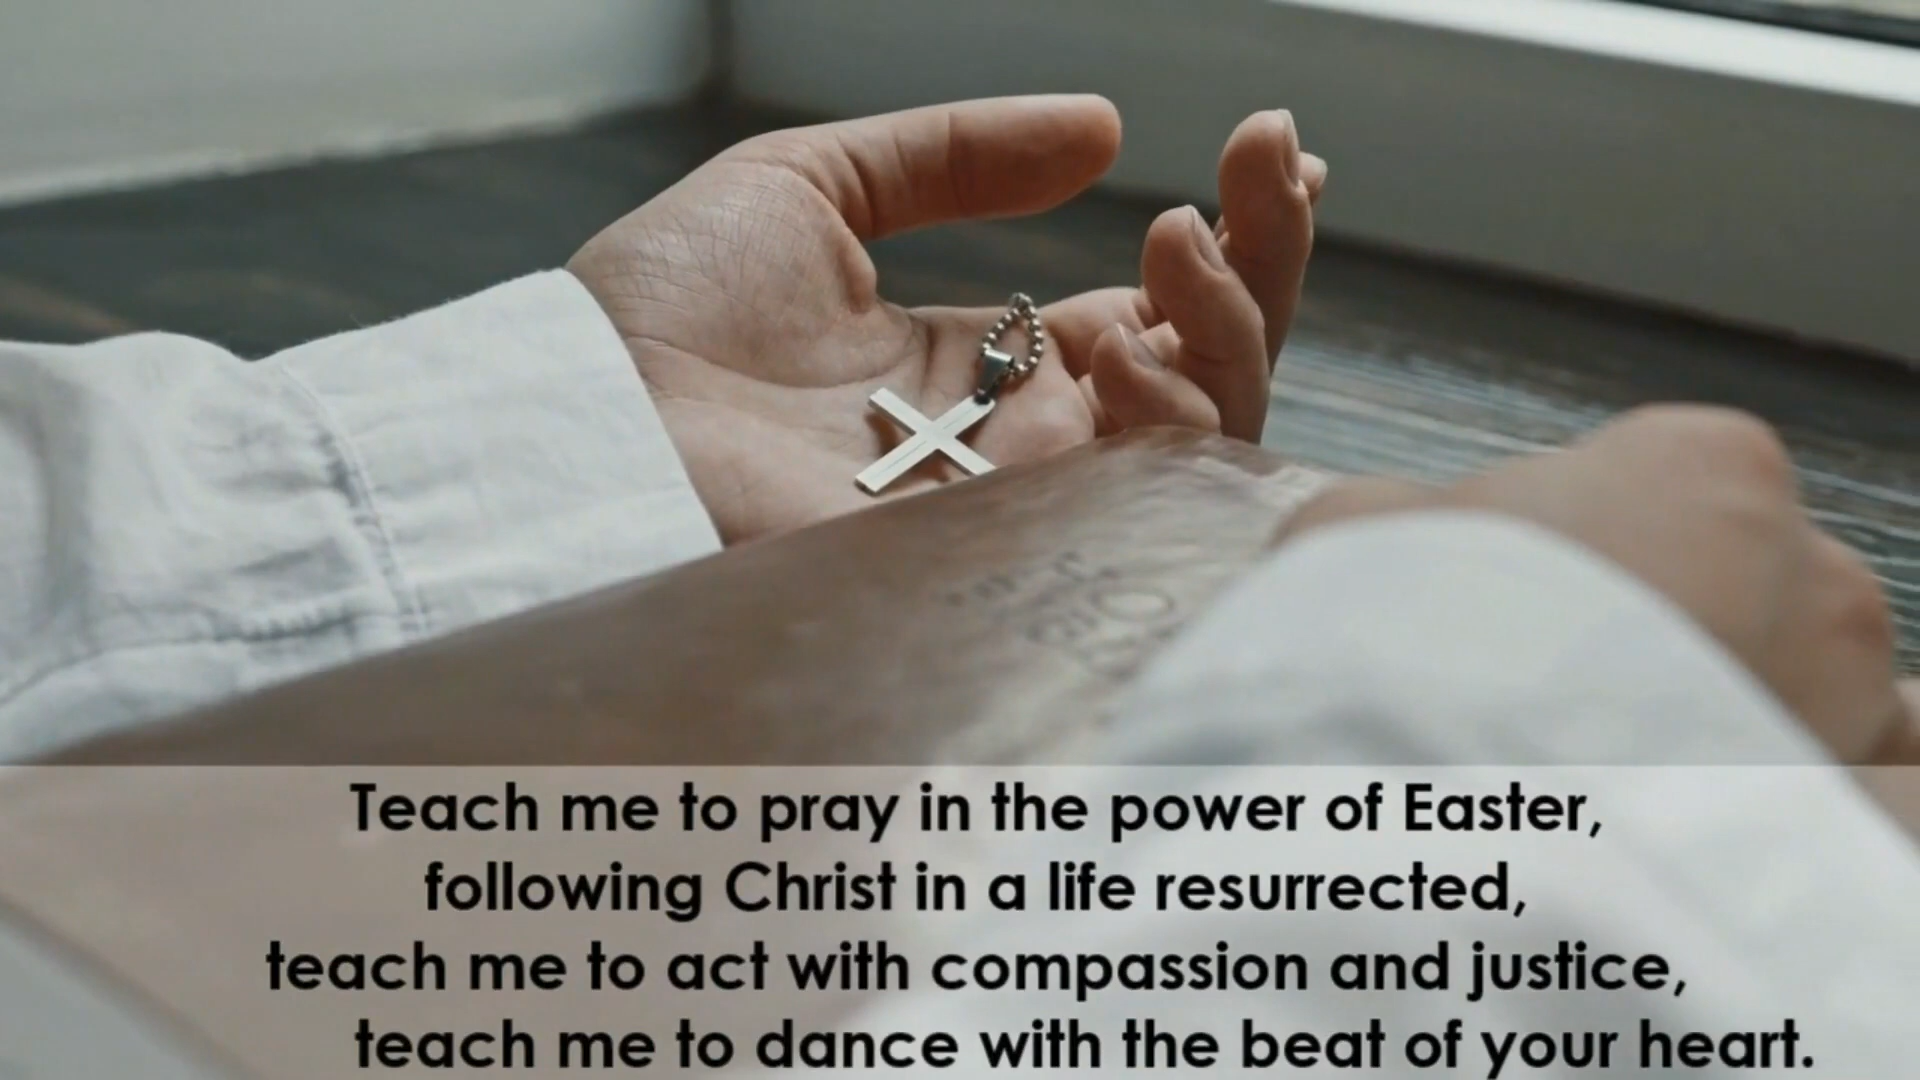 Teach me to pray in the power of Easter,
following Christ in a life resurrected,
teach me to act with compassion and justice,
teach me to dance with the beat of your heart.